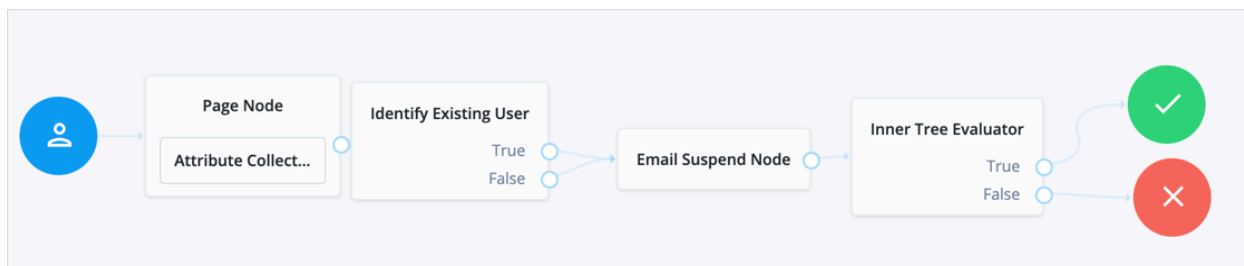 Page Node
Attribute Collect...
Identify Existing User
True
False
Email Suspend Node
Inner Tree Evaluator
True
False